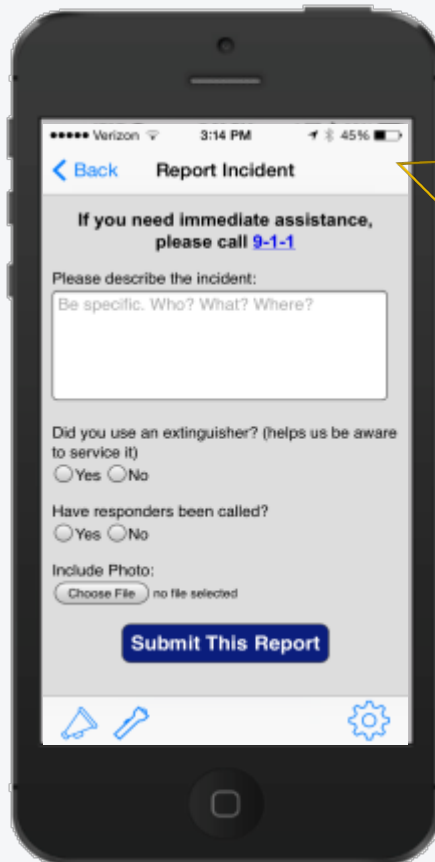 Verizon 3:14 PM 45%
Back Report Incident
If you need immediate assistance,
please call 9-1-1
Please describe the incident:
Be specific. Who? What? Where?
Did you use an extinguisher? (helps us be aware
to service it)
Yes No
Have responders been called?
Yes No
Include Photo:
Choose File no file selected
Submit This Report